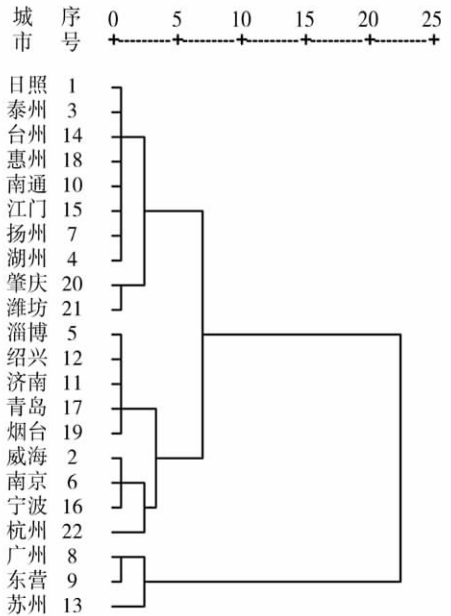 城 序 0 5 10 15 20 25
市 号
日照 1
泰州 3
台州 14
惠州 18
南通 10
江门 15
扬州 7
湖州 4
肇庆 20
潍坊 21
淄博 5
绍兴 12
济南 11
青岛 17
烟台 19
威海 2
南京 6
宁波 16
杭州 22
广州 8
东营 9
苏州 13